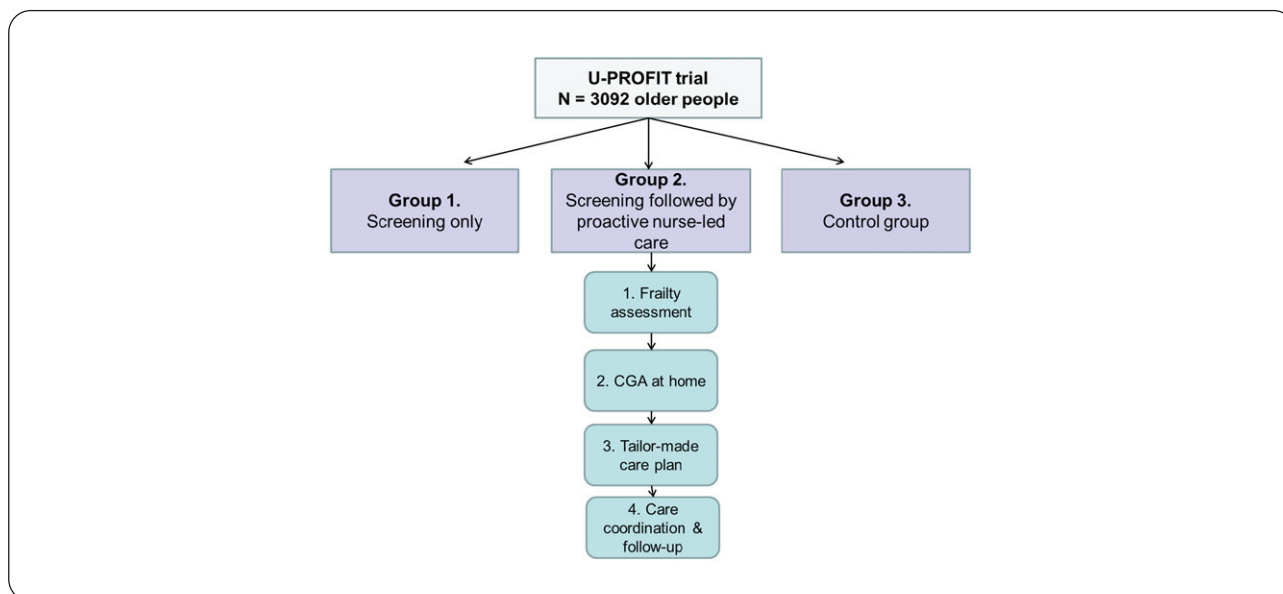 U-PROFIT trial
N = 3092 older people
Group 1.
Screening only
Group 2.
Screening followed by
proactive nurse-led
care
Group 3.
Control group
1. Frailty
assessment
2. CGA at home
3. Tailor-made
care plan
4. Care
coordination &
follow-up